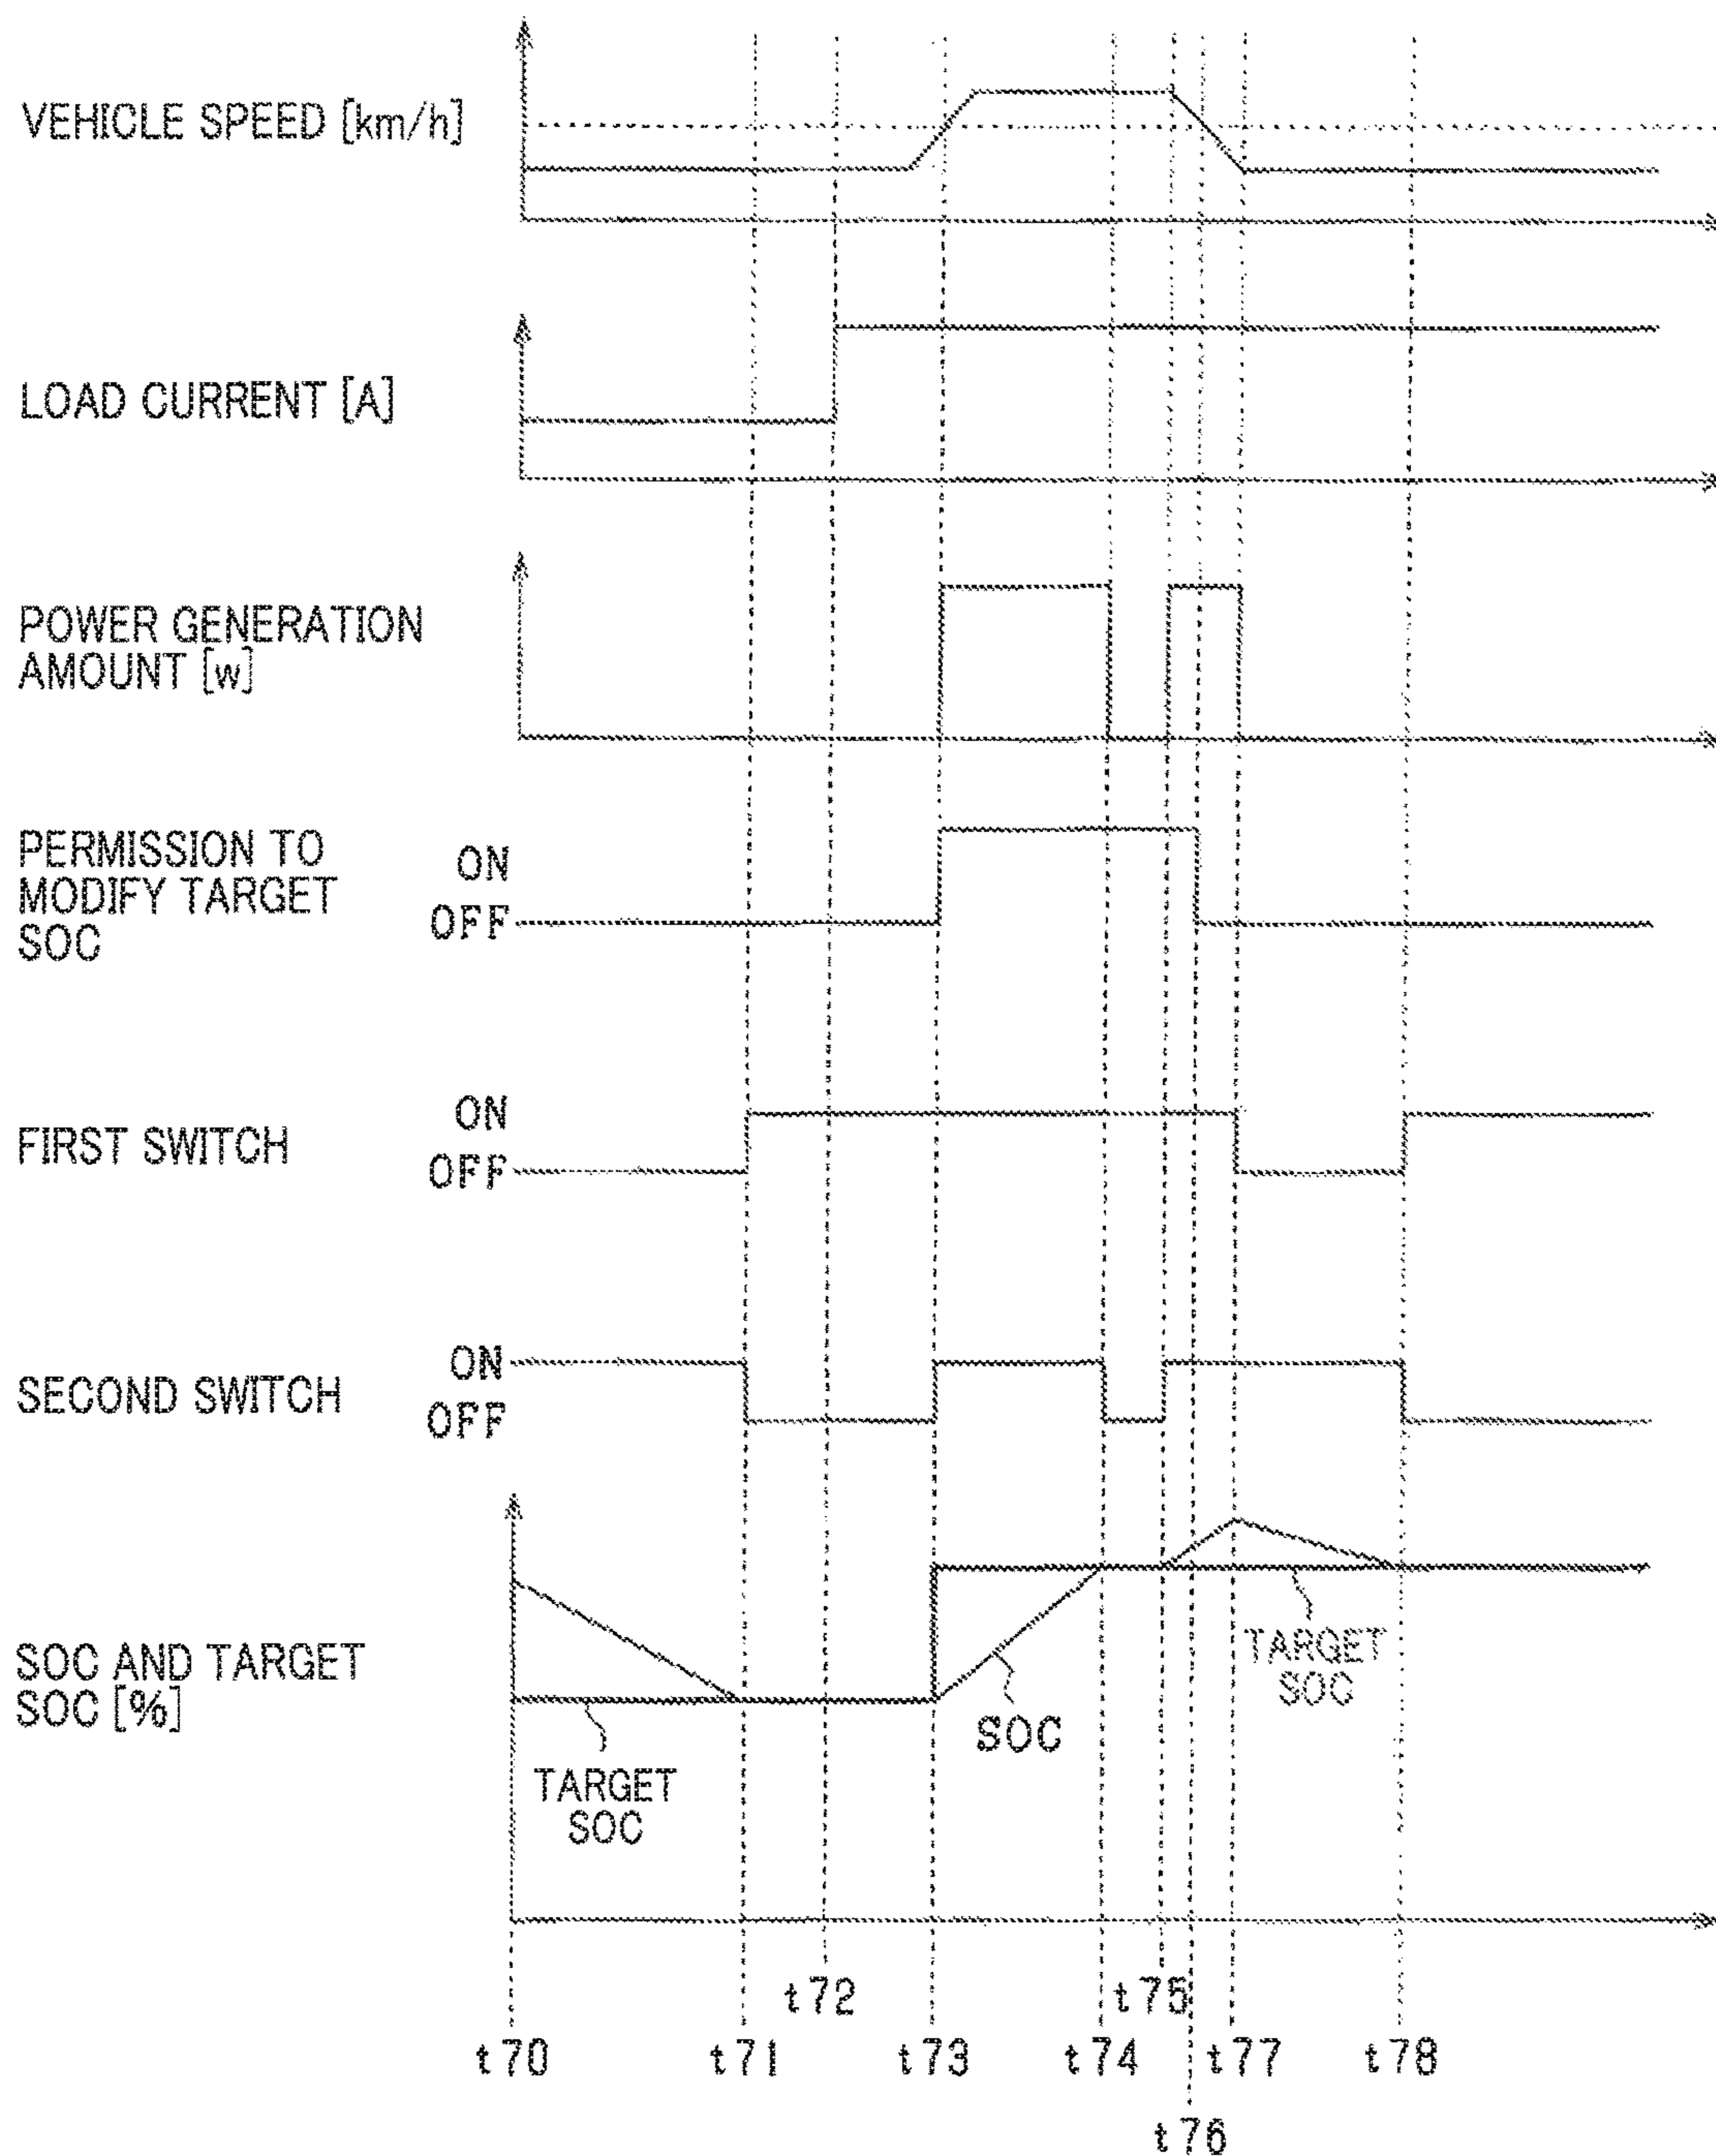 VEHICLE SPEED [km/h]
LOAD CURRENT [A]
POWER GENERATION
AMOUNT [w]
PERMISSION TO
MODIFY TARGET
SOC
ON
OFF
FIRST SWITCH
ON
OFF
SECOND SWITCH
ON
OFF
SOC AND TARGET
SOC [%]
TARGET
SOC
SOC
TARGET
SOC
t72
t75
t70
t71
t73
t74
t77
t78
t76